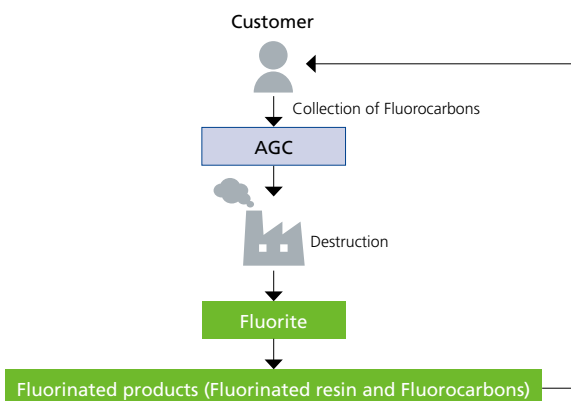 Customer
Collection of Fluorocarbons
AGC
Destruction
Fluorite
Fluorinated products (Fluorinated resin and Fluorocarbons)